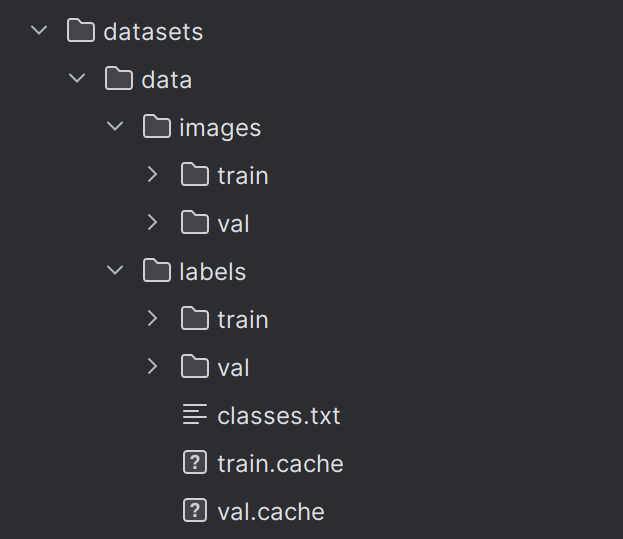 datasets
data
images
train
val
labels
train
val
classes.txt
train.cache
val.cache